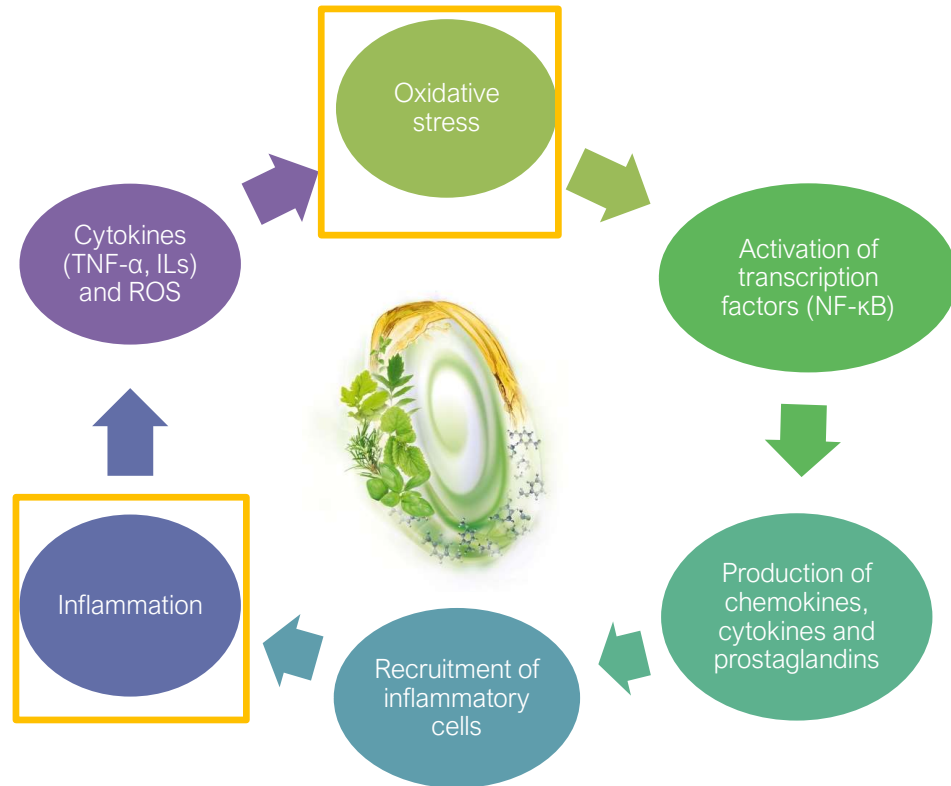 Oxidative
stress
Activation of
transcription
factors (NF-κB)
Production of
chemokines,
cytokines and
prostaglandins
Recruitment of
inflammatory
cells
Inflammation
Cytokines
(TNF-α, ILs)
and ROS